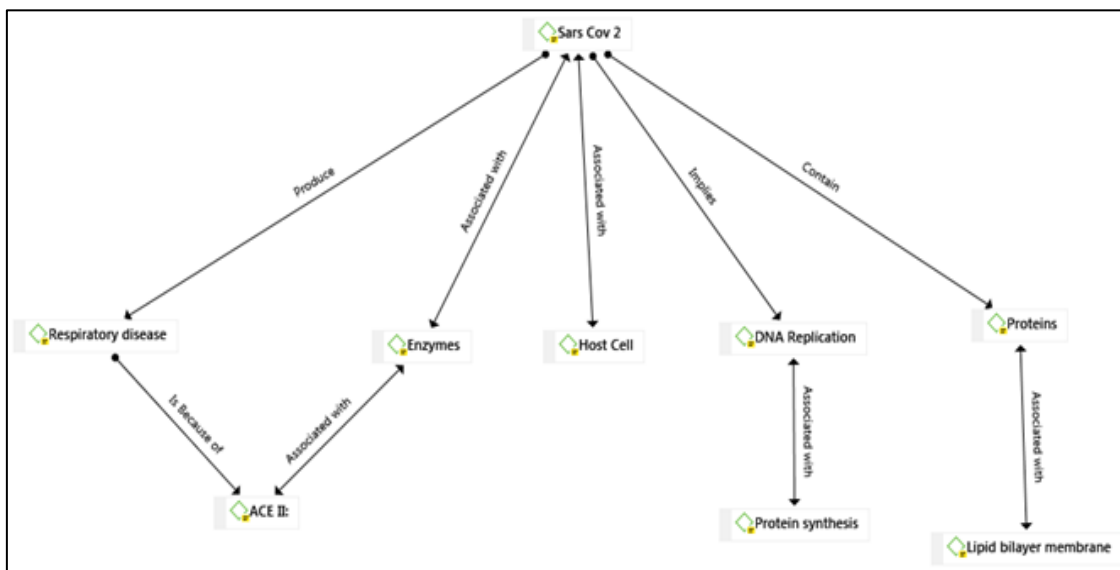 Sars Cov 2
Produce
Associated with
Associated with
Implies
Contain
Respiratory disease
Enzymes
Host Cell
DNA Replication
Proteins
Is Because of
Associated with
Associated with
Associated with
ACE II:
Protein synthesis
Lipid bilayer membrane